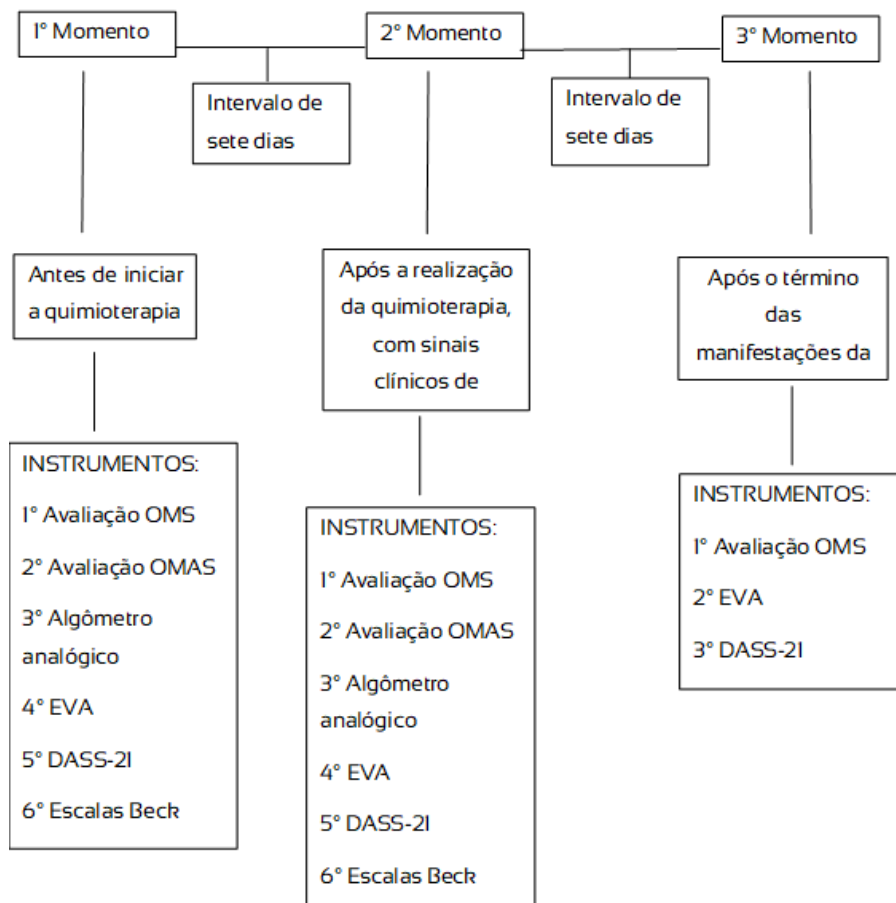 1° Momento
2° Momento
3° Momento
Intervalo de
sete dias
Intervalo de
sete dias
Antes de iniciar
a quimioterapia
Após a realização
da quimioterapia,
com sinais
clínicos de
Após o término
das
manifestações da
INSTRUMENTOS:
1° Avaliação OMS
2° Avaliação OMAS
3° Algômetro
analógico
4° EVA
5° DASS-21
6° Escalas Beck
INSTRUMENTOS:
1° Avaliação OMS
2° Avaliação OMAS
3° Algômetro
analógico
4° EVA
5° DASS-21
6° Escalas Beck
INSTRUMENTOS:
1° Avaliação OMS
2° EVA
3° DASS-21